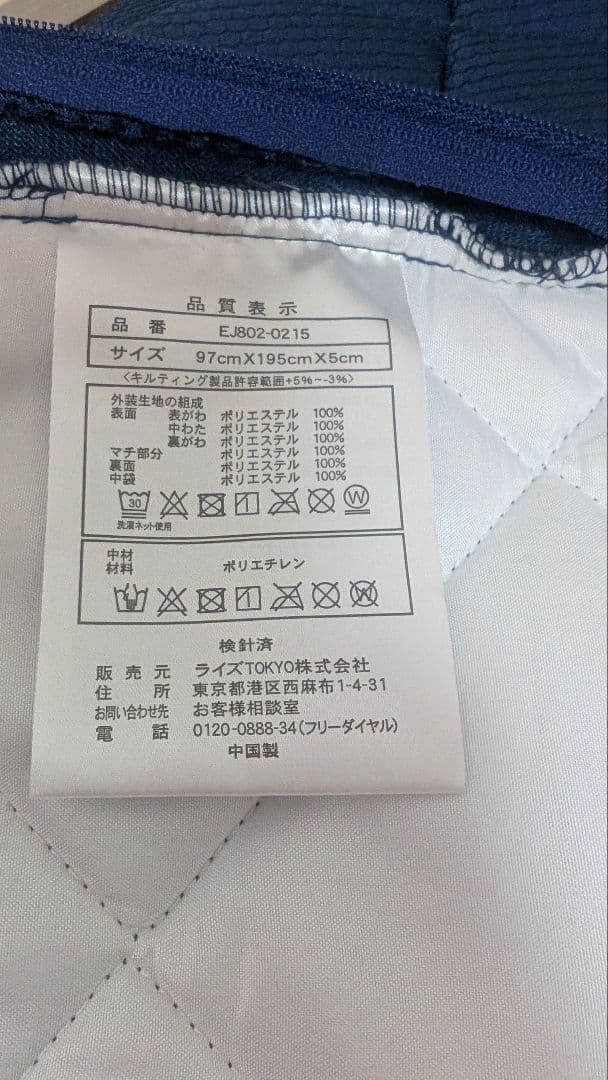 品質表示
品番 EJ802-0215
サイズ 97cmX195cmX5cm
〈キルティング製品許容範囲+5%~-3%〉
外装生地の組成
表面 表がわ ポリエステル 100%
中わた ポリエステル 100%
裏がわ ポリエステル 100%
マチ部分 ポリエステル 100%
裏面 ポリエステル 100%
中袋 ポリエステル 100%
30 W
洗濯ネット使用
中材
材料 ポリエチレン
W
検針済
販売元 ライズTOKYO株式会社
住所 東京都港区西麻布1-4-31
お問い合わせ先 お客様相談室
電話 0120-0888-34(フリーダイヤル)
中国製